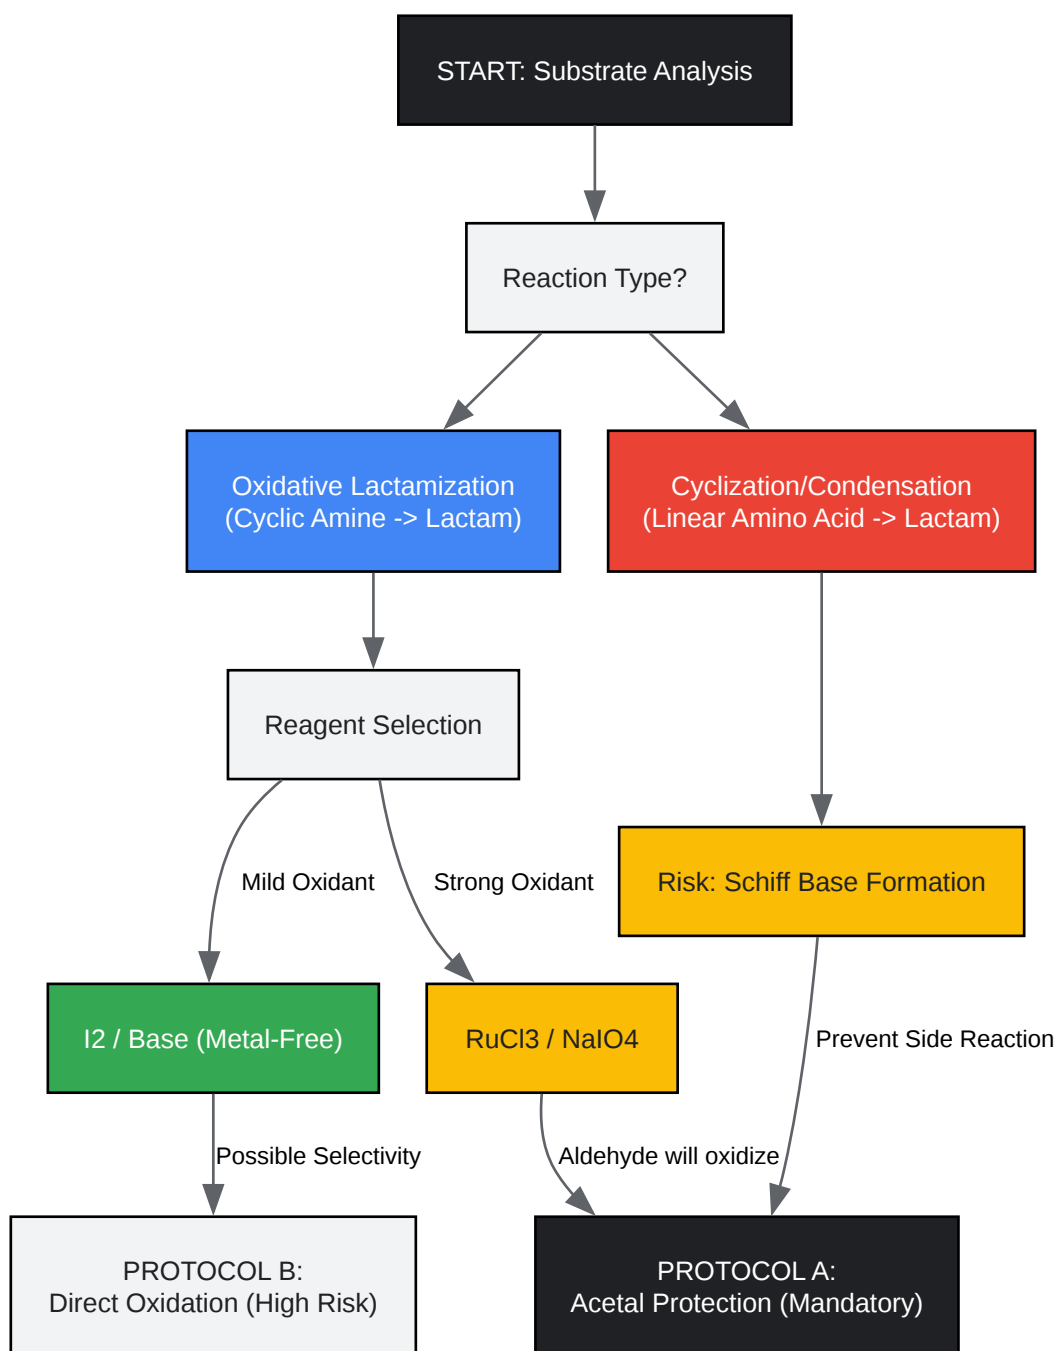 START: Substrate Analysis
Reaction Type?
Oxidative Lactamization
(Cyclic Amine -> Lactam)
Cyclization/Condensation
(Linear Amino Acid -> Lactam)
Reagent Selection
Mild Oxidant
Strong Oxidant
Risk: Schiff Base Formation
I2 / Base (Metal-Free)
RuCl3 / NaIO4
Prevent Side Reaction
Possible Selectivity
Aldehyde will oxidize
PROTOCOL B:
Direct Oxidation (High Risk)
PROTOCOL A:
Acetal Protection (Mandatory)